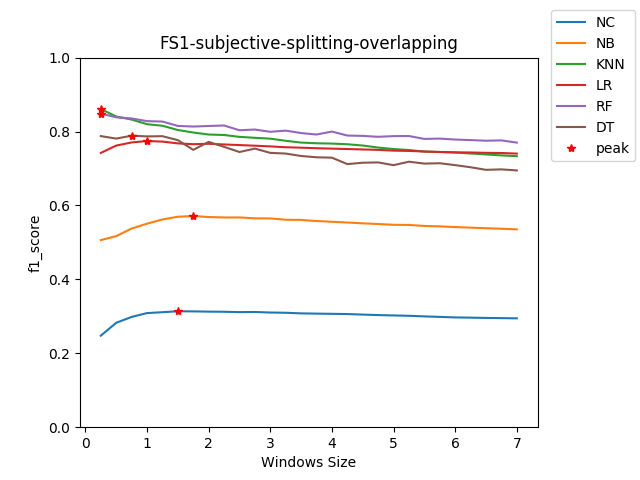 FS1-subjective-splitting-overlapping
NC
NB
KNN
LR
RF
DT
peak
f1_score
1.0
0.8
0.6
0.4
0.2
0.0
0 1 2 3 4 5 6 7
Windows Size